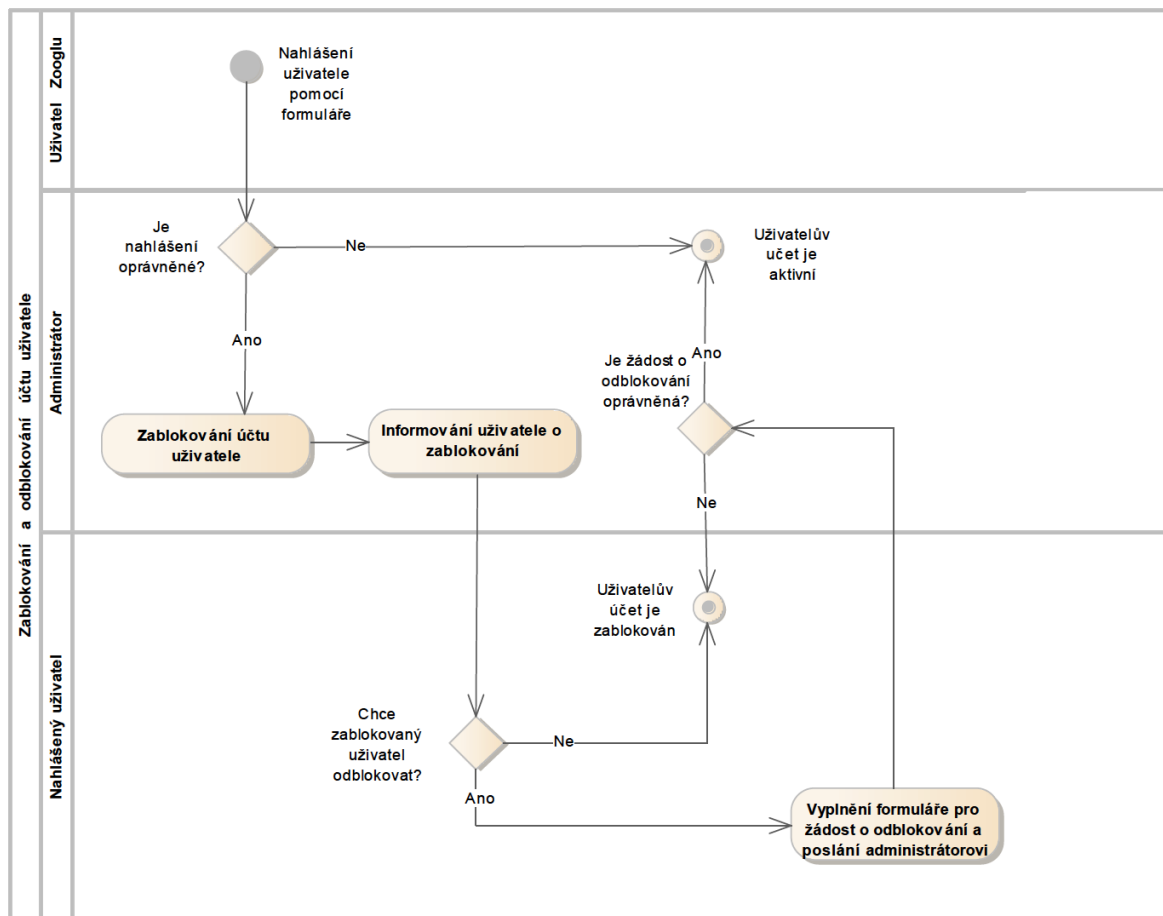 Zablokování a odblokování účtu uživatele
Uživatel Zooglu
Nahlášení
uživatele
pomocí
formuláře
Administrátor
Je
nahlášení
oprávněné?
Ne
Uživatelův
účet je
aktivní
Ano
Je žádost o
odblokování
oprávněná?
Ano
Zablokování účtu
uživatele
Informování uživatele o
zablokování
Ne
Nahlášený uživatel
Uživatelův
účet je
zablokován
Chce
zablokovaný
uživatel
odblokovat?
Ne
Ano
Vyplnění formuláře pro
žádost o odblokování a
poslání administrátorovi